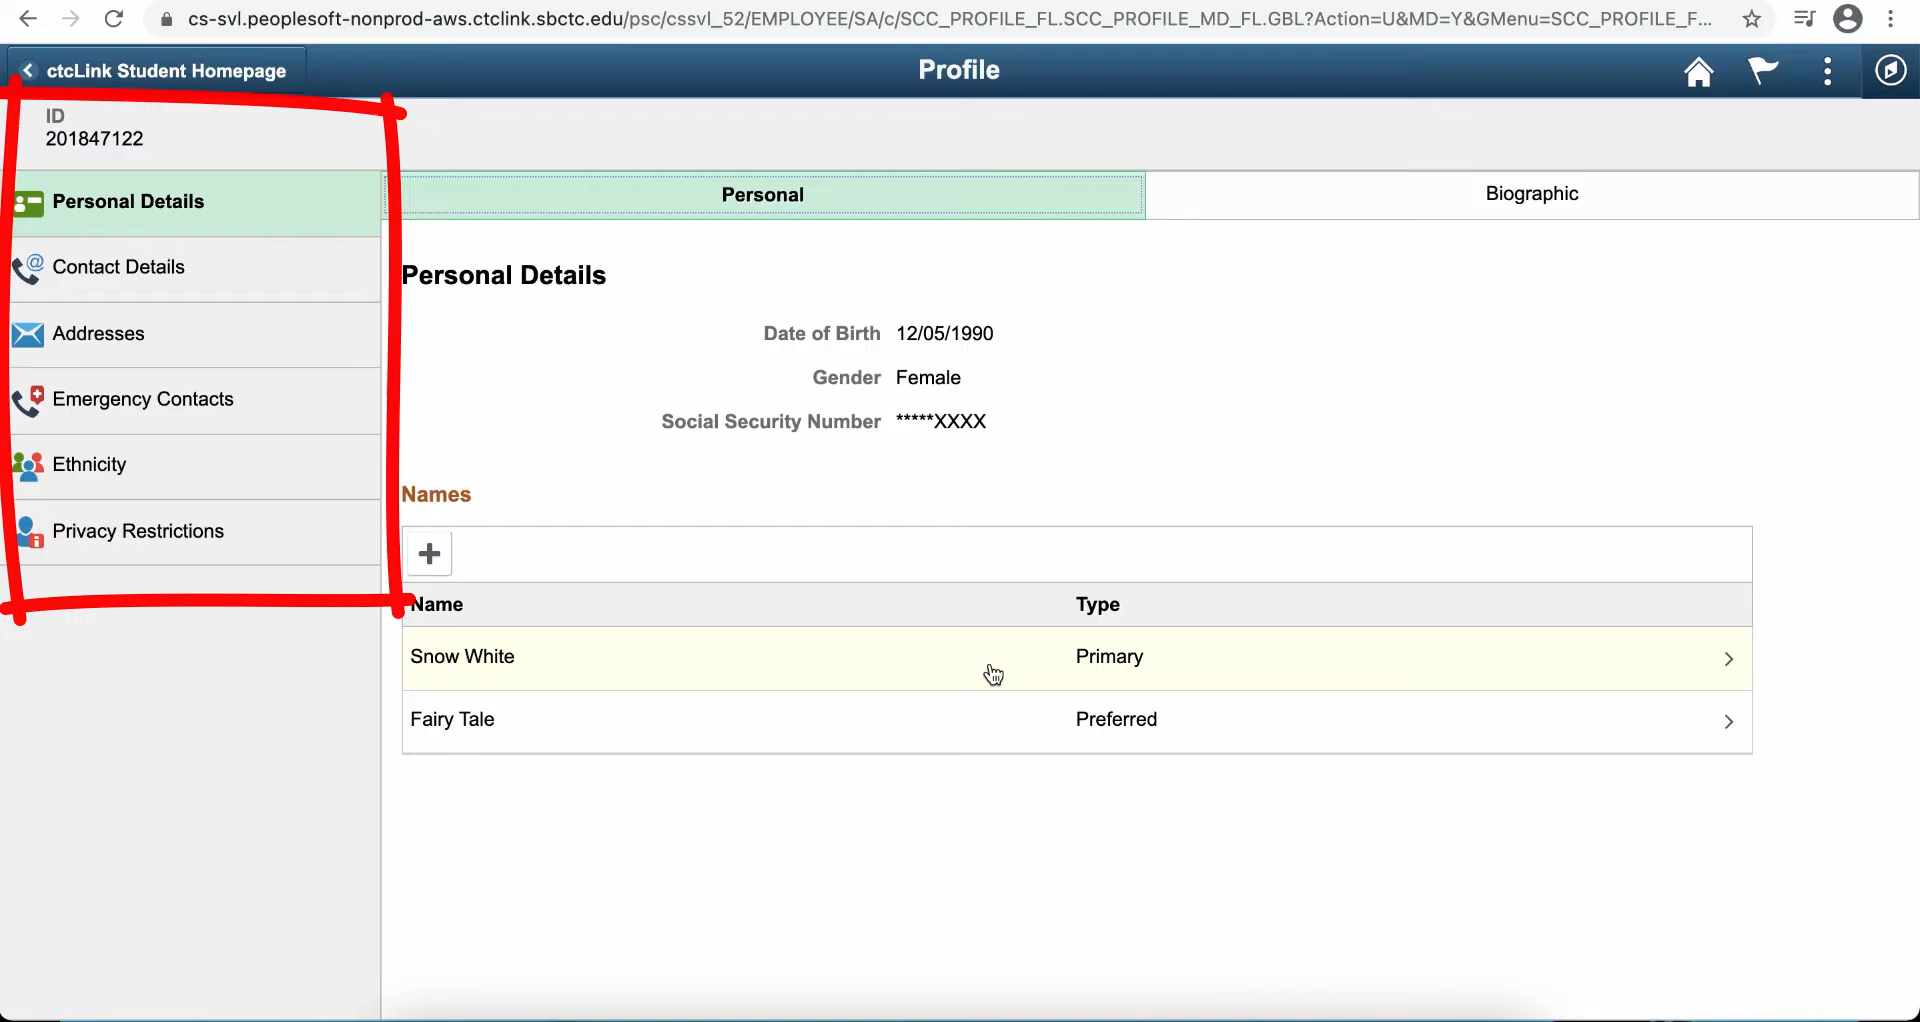 cs-svl.peoplesoft-nonprod-aws.ctclink.sbctc.edu/psc/cssvl_52/EMPLOYEE/SA/c/SCC_PROFILE_FL.SCC_PROFILE_MD_FL.GBL?Action=U&MD=Y&GMenu=SCC_PROFILE_F...
ctcLink Student Homepage
Profile
ID
201847122
Personal Details
Contact Details
Addresses
Emergency Contacts
Ethnicity
Privacy Restrictions
Personal
Biographic
Personal Details
Date of Birth 12/05/1990
Gender Female
Social Security Number *****XXXX
Names
Name Type
Snow White Primary
Fairy Tale Preferred